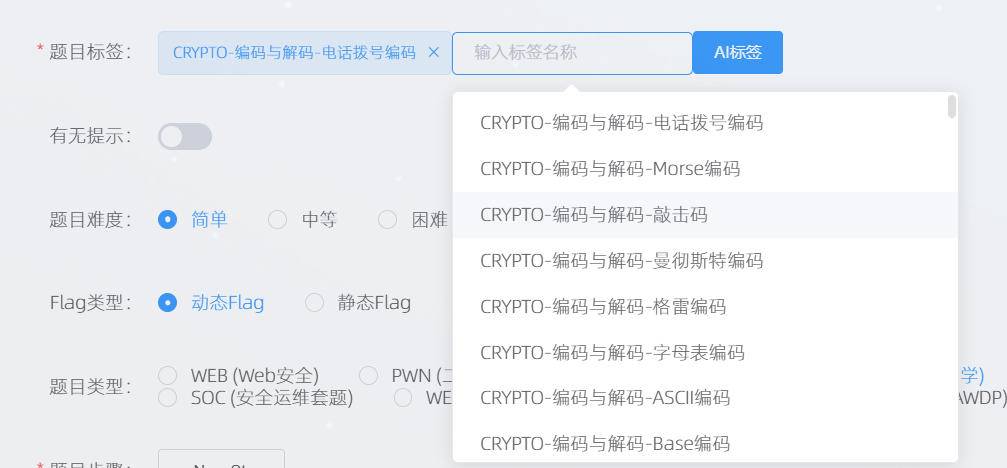 * 题目标签： CRYPTO-编码与解码-电话拨号编码 × 输入标签名称 AI标签
CRYPTO-编码与解码-电话拨号编码
有无提示：
CRYPTO-编码与解码-Morse编码
题目难度： 简单 中等 困难
CRYPTO-编码与解码-敲击码
CRYPTO-编码与解码-曼彻斯特编码
Flag类型： 动态Flag 静态Flag
CRYPTO-编码与解码-格雷编码
CRYPTO-编码与解码-字母表编码
题目类型： WEB (Web安全) PWN ( 学)
SOC (安全运维套题) WE AWDP)
CRYPTO-编码与解码-ASCII编码
CRYPTO-编码与解码-Base编码
* 题目步骤：